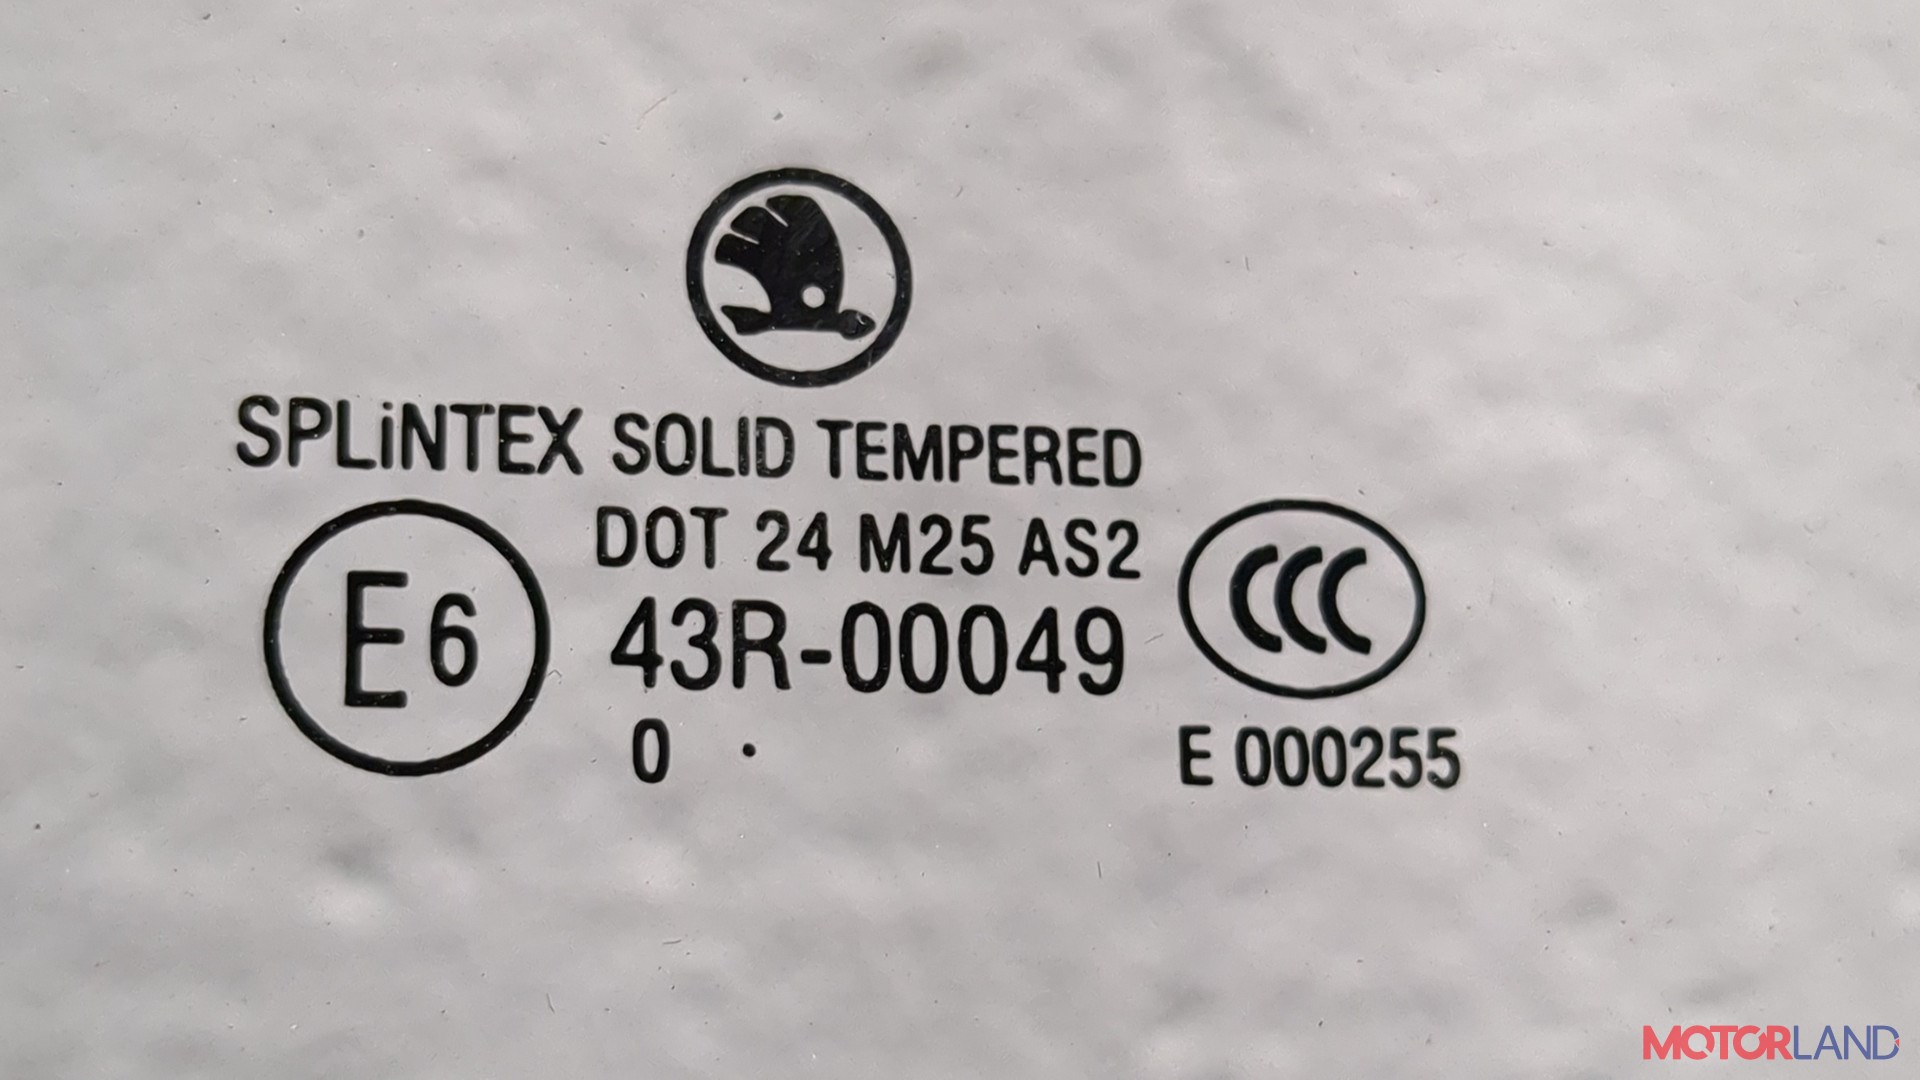 SPLiNTEX SOLID TEMPERED
DOT 24 M25 AS2
E6
43R-00049
CCC
0 .
E 000255
MOTORLAND